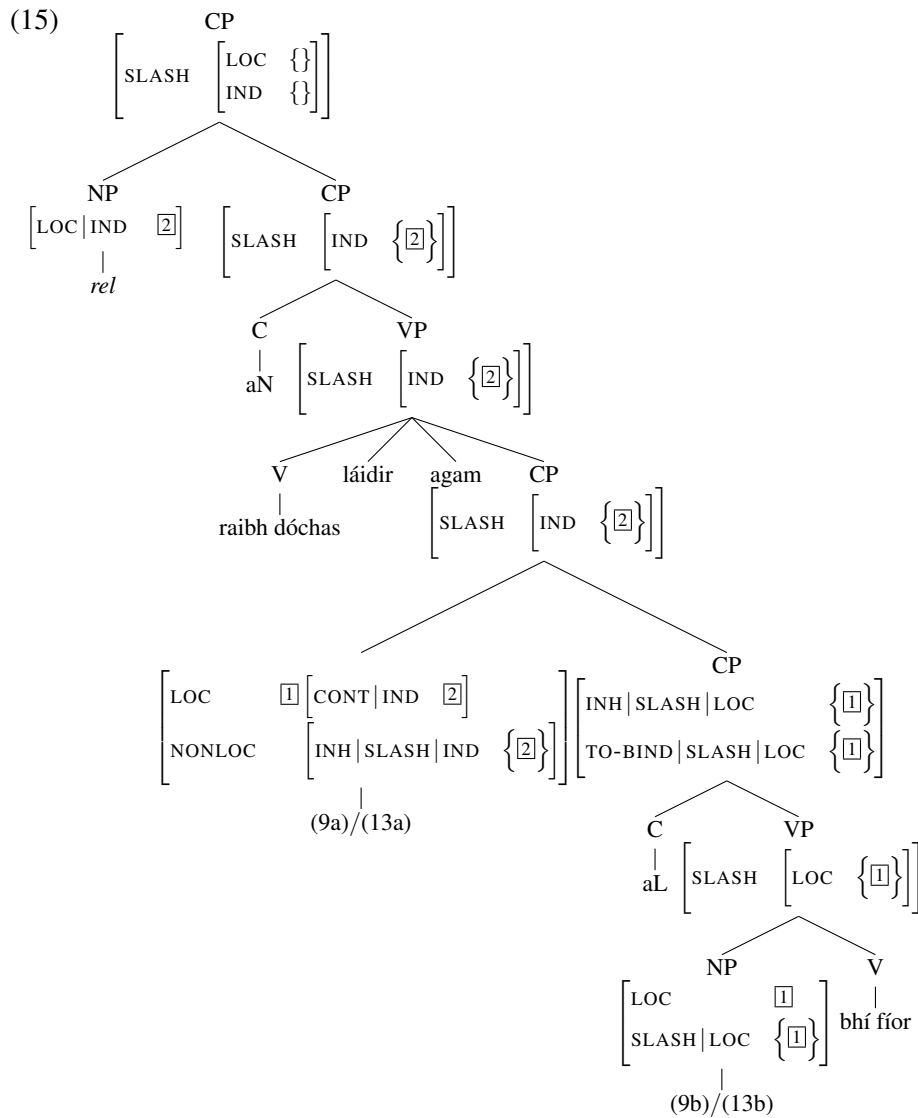 (15)
CP
[SLASH [LOC {}
IND {}]]
NP CP
[LOC|IND 2] [SLASH [IND {2}]]
rel
C VP
aN [SLASH [IND {2}]]
V láidir agam CP
raibh dóchas [SLASH [IND {2}]]
CP
[LOC 1 [CONT|IND 2] [INH|SLASH|LOC {1}
NONLOC [INH|SLASH|IND {2}]] TO-BIND|SLASH|LOC {1}]
(9a)/(13a)
C VP
aL [SLASH [LOC {1}]]
NP V
[LOC 1
SLASH|LOC {1}] bhí fíor
(9b)/(13b)